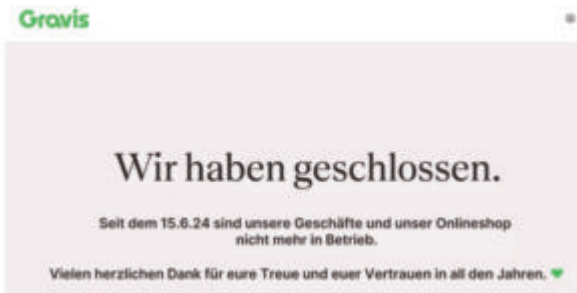 Gravis
Wir haben geschlossen.
Seit dem 15.6.24 sind unsere Geschäfte und unser Onlineshop
nicht mehr in Betrieb.
Vielen herzlichen Dank für eure Treue und euer Vertrauen in all den Jahren. 💚